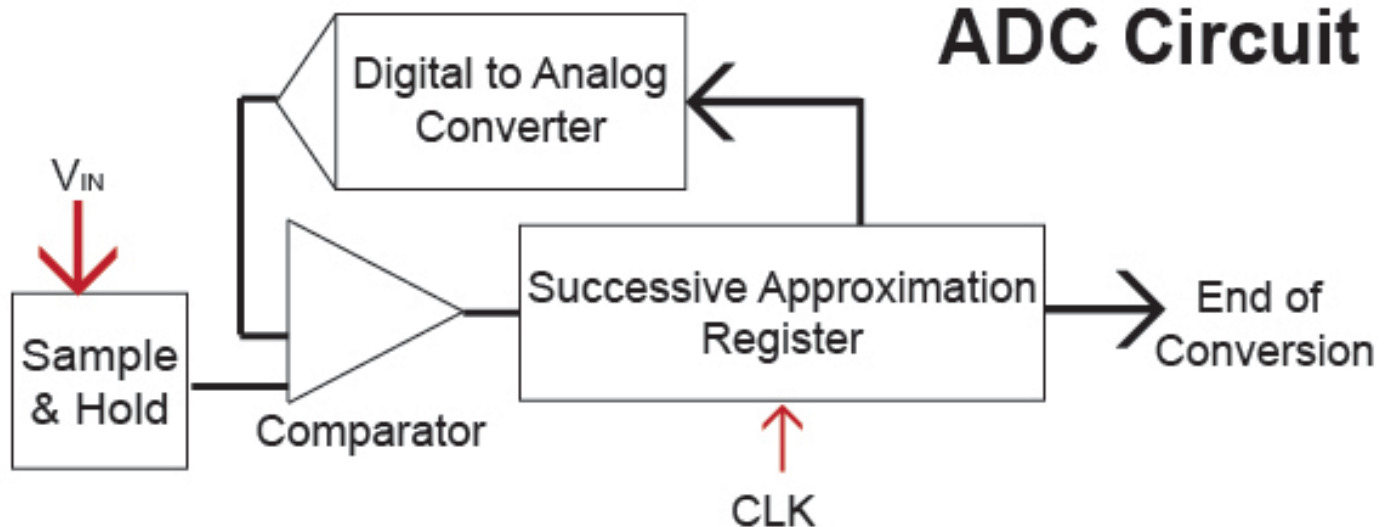 ADC Circuit
Digital to Analog
Converter
VIN
Successive Approximation
Register
End of
Conversion
Sample
& Hold
Comparator
CLK